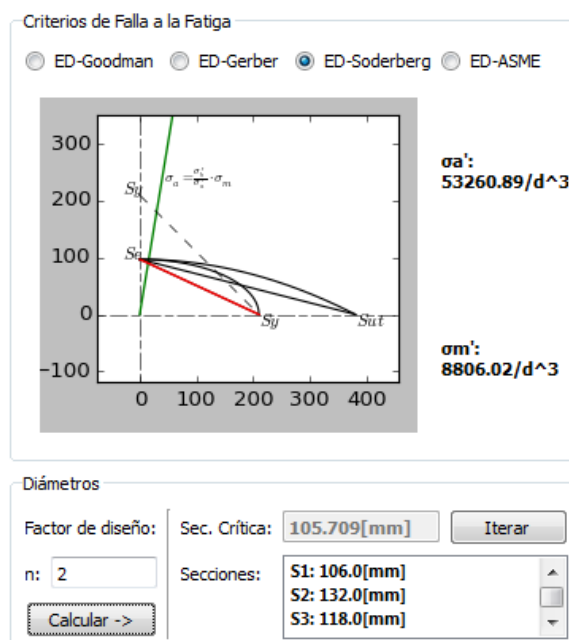 Criterios de Falla a la Fatiga
ED-Goodman ED-Gerber ED-Soderberg ED-ASME
300
200
100
0
−100
0 100 200 300 400
Sy
σₐ = σ'ₐ/σ'ₘ · σₘ
Se
Sy
Sut
σa':
53260.89/d^3
σm':
8806.02/d^3
Diámetros
Factor de diseño:
n: 2
Calcular ->
Sec. Crítica: 105.709[mm] Iterar
Secciones:
S1: 106.0[mm]
S2: 132.0[mm]
S3: 118.0[mm]